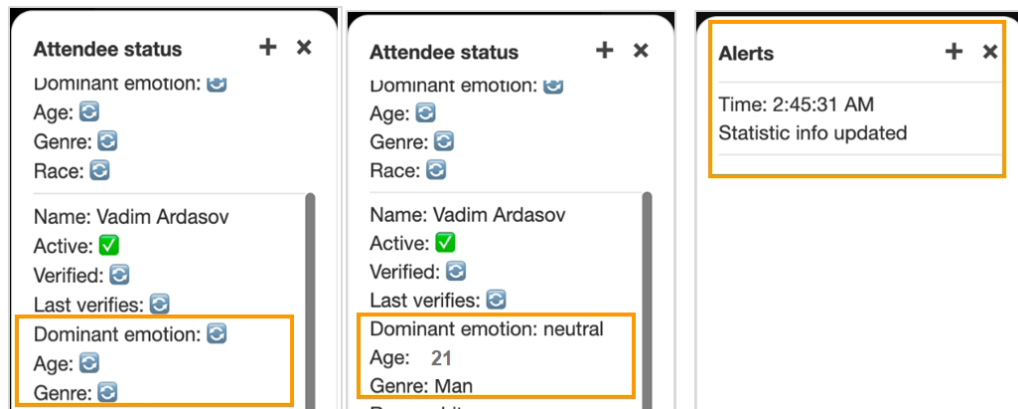 Attendee status + ×
Dominant emotion: 🔄
Age: 🔄
Genre: 🔄
Race: 🔄
Name: Vadim Ardasov
Active: ✅
Verified: 🔄
Last verifies: 🔄
Dominant emotion: 🔄
Age: 🔄
Genre: 🔄
Attendee status + ×
Dominant emotion: 🔄
Age: 🔄
Genre: 🔄
Race: 🔄
Name: Vadim Ardasov
Active: ✅
Verified: 🔄
Last verifies: 🔄
Dominant emotion: neutral
Age: 21
Genre: Man
Alerts + ×
Time: 2:45:31 AM
Statistic info updated